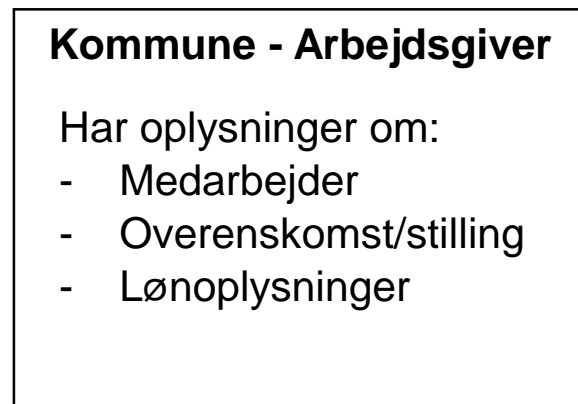 Kommune - Arbejdsgiver
Har oplysninger om:
- Medarbejder
- Overenskomst/stilling
- Lønoplysninger